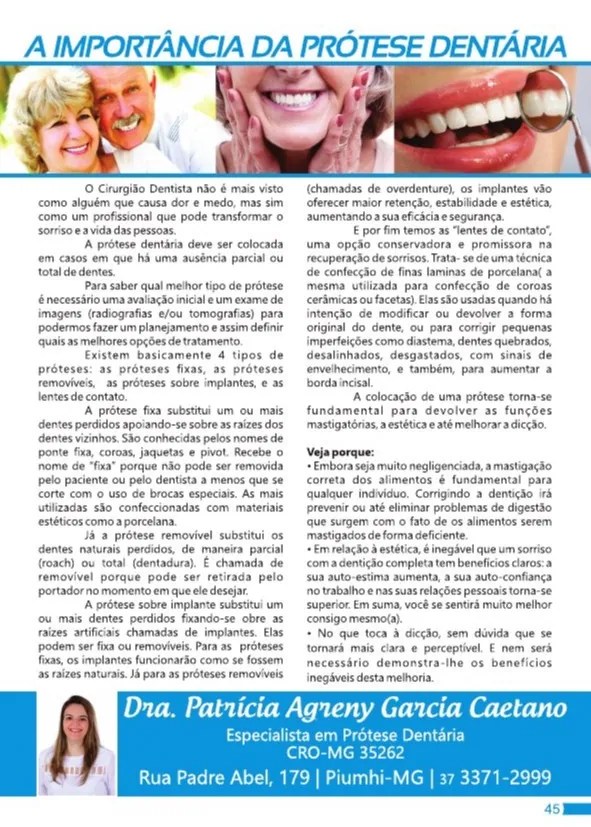 A IMPORTÂNCIA DA PRÓTESE DENTÁRIA
O Cirurgião Dentista não é mais visto
como alguém que causa dor e medo, mas sim
como um profissional que pode transformar o
sorriso e a vida das pessoas.
A prótese dentária deve ser colocada
em casos em que há uma ausência parcial ou
total de dentes.
Para saber qual melhor tipo de prótese
é necessário uma avaliação inicial e um exame de
imagens (radiografias e/ou tomografias) para
podermos fazer um planejamento e assim definir
quais as melhores opções de tratamento.
Existem basicamente 4 tipos de
próteses: as próteses fixas, as próteses
removíveis, as próteses sobre implantes, e as
lentes de contato.
A prótese fixa substitui um ou mais
dentes perdidos apoiando-se sobre as raízes dos
dentes vizinhos. São conhecidas pelos nomes de
ponte fixa, coroas, jaquetas e pivot. Recebe o
nome de "fixa" porque não pode ser removida
pelo paciente ou pelo dentista a menos que se
corte com o uso de brocas especiais. As mais
utilizadas são confeccionadas com materiais
estéticos como a porcelana.
Já a prótese removível substitui os
dentes naturais perdidos, de maneira parcial
(roach) ou total (dentadura). É chamada de
removível porque pode ser retirada pelo
portador no momento em que ele desejar.
A prótese sobre implante substitui um
ou mais dentes perdidos fixando-se obre as
raízes artificiais chamadas de implantes. Elas
podem ser fixa ou removíveis. Para as próteses
fixas, os implantes funcionarão como se fossem
as raízes naturais. Já para as próteses removíveis
(chamadas de overdenture), os implantes vão
oferecer maior retenção, estabilidade e estética,
aumentando a sua eficácia e segurança.
E por fim temos as "lentes de contato",
uma opção conservadora e promissora na
recuperação de sorrisos. Trata- se de uma técnica
de confecção de finas laminas de porcelana( a
mesma utilizada para confecção de coroas
cerâmicas ou facetas). Elas são usadas quando há
intenção de modificar ou devolver a forma
original do dente, ou para corrigir pequenas
imperfeições como diastema, dentes quebrados,
desalinhados, desgastados, com sinais de
envelhecimento, e também, para aumentar a
borda incisal.
A colocação de uma prótese torna-se
fundamental para devolver as funções
mastigatórias, a estética e até melhorar a dicção.
Veja porque:
• Embora seja muito negligenciada, a mastigação
correta dos alimentos é fundamental para
qualquer indivíduo. Corrigindo a dentição irá
prevenir ou até eliminar problemas de digestão
que surgem com o fato de os alimentos serem
mastigados de forma deficiente.
• Em relação à estética, é inegável que um sorriso
com a dentição completa tem benefícios claros: a
sua auto-estima aumenta, a sua auto-confiança
no trabalho e nas suas relações pessoais torna-se
superior. Em suma, você se sentirá muito melhor
consigo mesmo(a).
• No que toca à dicção, sem dúvida que se
tornará mais clara e perceptível. E nem será
necessário demonstra-lhe os benefícios
inegáveis desta melhoria.
Dra. Patrícia Agreny Garcia Caetano
Especialista em Prótese Dentária
CRO-MG 35262
Rua Padre Abel, 179 | Piumhi-MG | 37 3371-2999
45